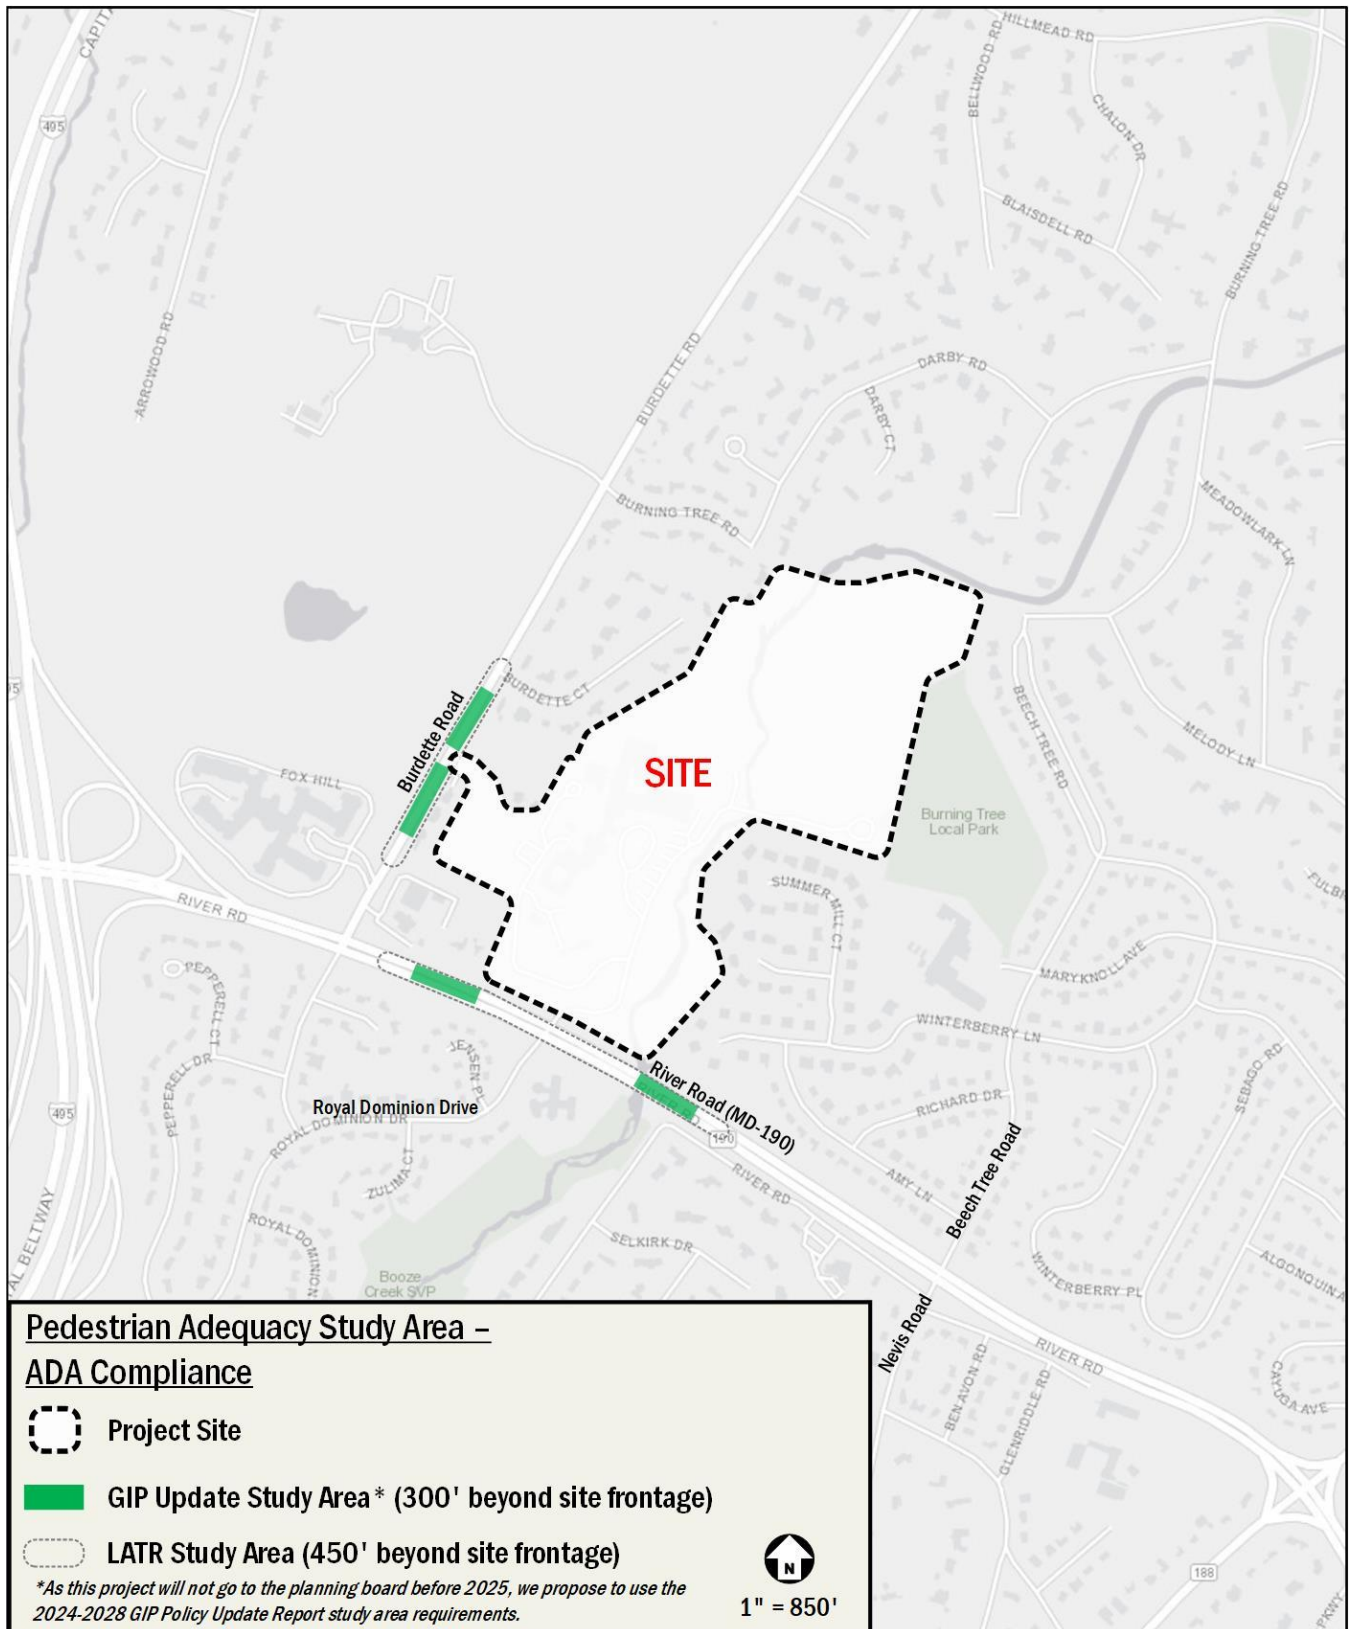 CAPITA
HILLMEAD RD
BELLWOOD RD
495
CHALON DR
BLAISDELL RD
BURNING TREE RD
ARROWOOD RD
BURDETTE RD
DARBY RD
DARBY CT
MEADOWLARK LN
BURNING TREE RD
BURDETTE CT
BEECH TREE RD
Burdette Road
MELODY LN
SITE
FOX HILL
Burning Tree
Local Park
SUMMER MILL CT
RIVER RD
MARYKNOLL AVE
PEPPERELL CT
WINTERBERRY LN
JENSEN PL
SEBAGO RD
PEPPERELL DR
River Road (MD-190)
RICHARD DR
Royal Dominion Drive
495
ROYAL DOMINION DR
190
ZULIMA CT
RIVER RD
AMY LN
Beech Tree Road
TAL BELTWAY
ROYAL DOMINION
SELKIRK DR
ALGONQUIN A
WINTERBERRY PL
Booze
Creek SVP
Nevis Road
RIVER RD
BEN AVON RD
GLENRIDDLE RD
CAYUGA AVE
188
PKWY
Pedestrian Adequacy Study Area –
ADA Compliance
Project Site
GIP Update Study Area* (300' beyond site frontage)
LATR Study Area (450' beyond site frontage)
*As this project will not go to the planning board before 2025, we propose to use the
2024-2028 GIP Policy Update Report study area requirements.
N
1" = 850'